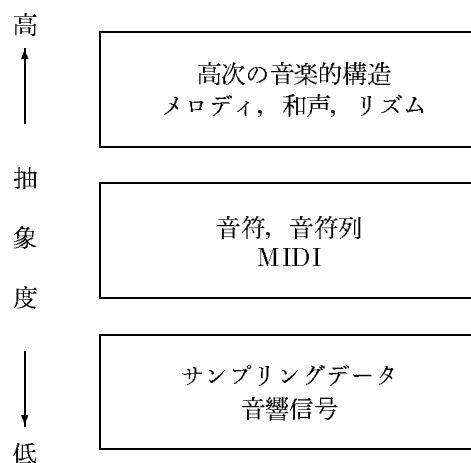 高
抽
象
度
低
高次の音楽的構造
メロディ，和声，リズム
音符，音符列
MIDI
サンプリングデータ
音響信号